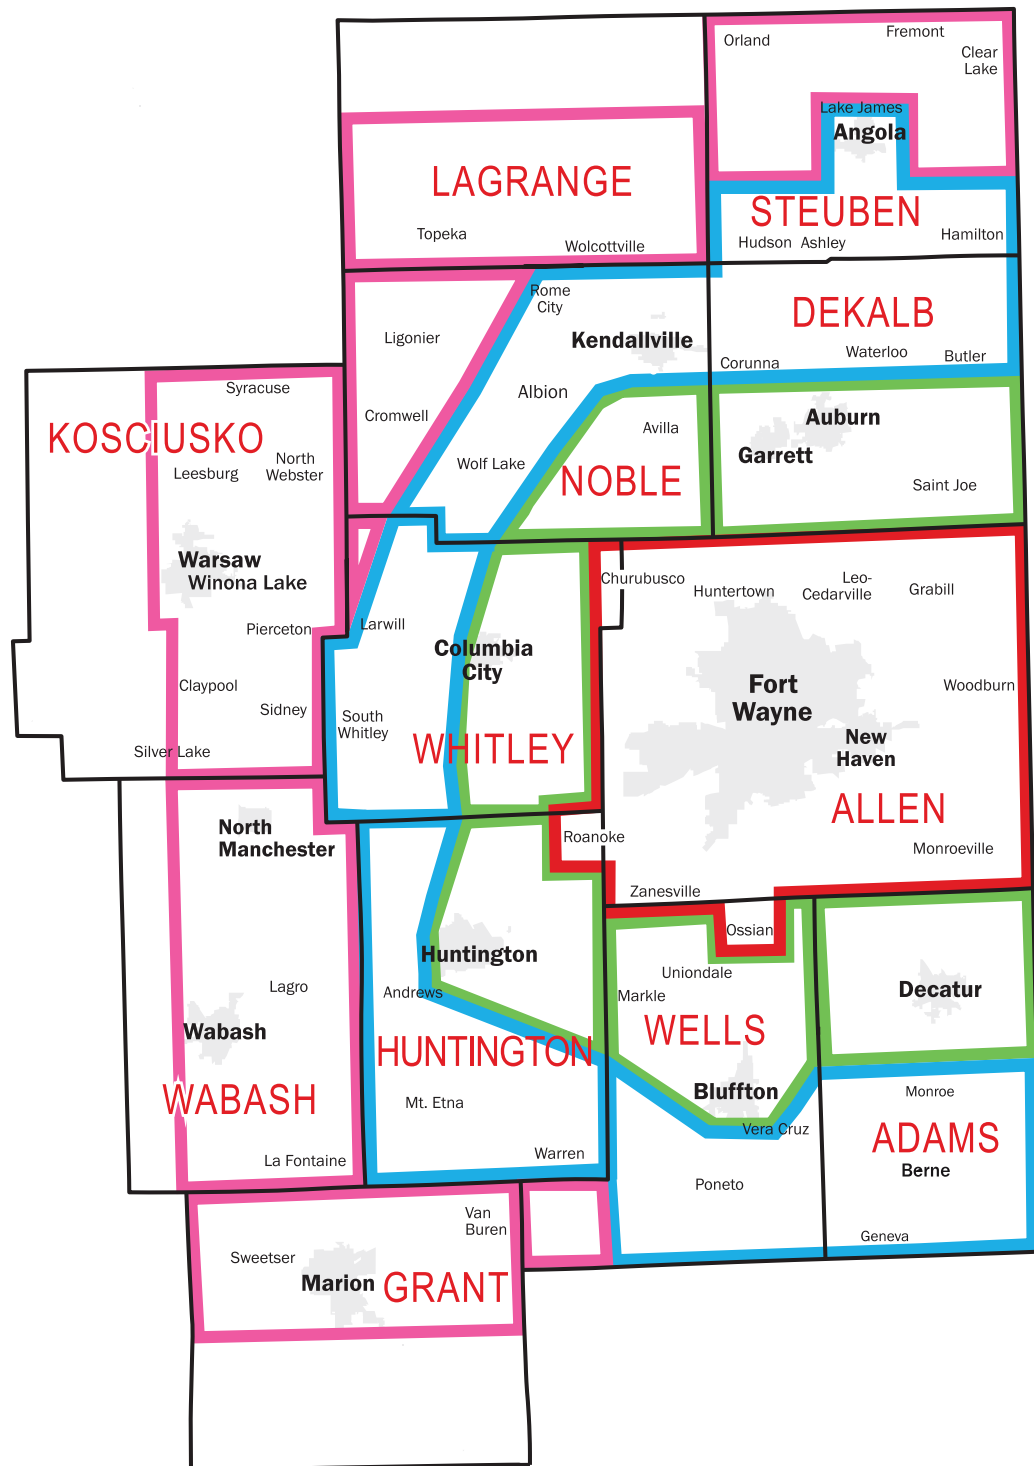 Orland
Fremont
Clear
Lake
Lake James
Angola
LAGRANGE
STEUBEN
Topeka
Wolcottville
Hudson
Ashley
Hamilton
Rome
City
DEKALB
Ligonier
Kendallville
Corunna
Waterloo
Butler
Syracuse
Albion
Cromwell
Avilla
Auburn
KOSCIUSKO
Garrett
North
Webster
Leesburg
Wolf Lake
NOBLE
Saint Joe
Warsaw
Winona Lake
Churubusco
Huntertown
Leo-
Cedarville
Grabill
Pierceton
Larwill
Columbia
City
Claypool
Sidney
Fort
Wayne
Woodburn
South
Whitley
New
Haven
Silver Lake
WHITLEY
ALLEN
North
Manchester
Roanoke
Monroeville
Zanesville
Ossian
Huntington
Uniondale
Lagro
Andrews
Markle
Decatur
Wabash
WELLS
HUNTINGTON
WABASH
Mt. Etna
Bluffton
Monroe
Vera Cruz
ADAMS
Berne
La Fontaine
Warren
Poneto
Van
Buren
Geneva
Sweetser
Marion
GRANT